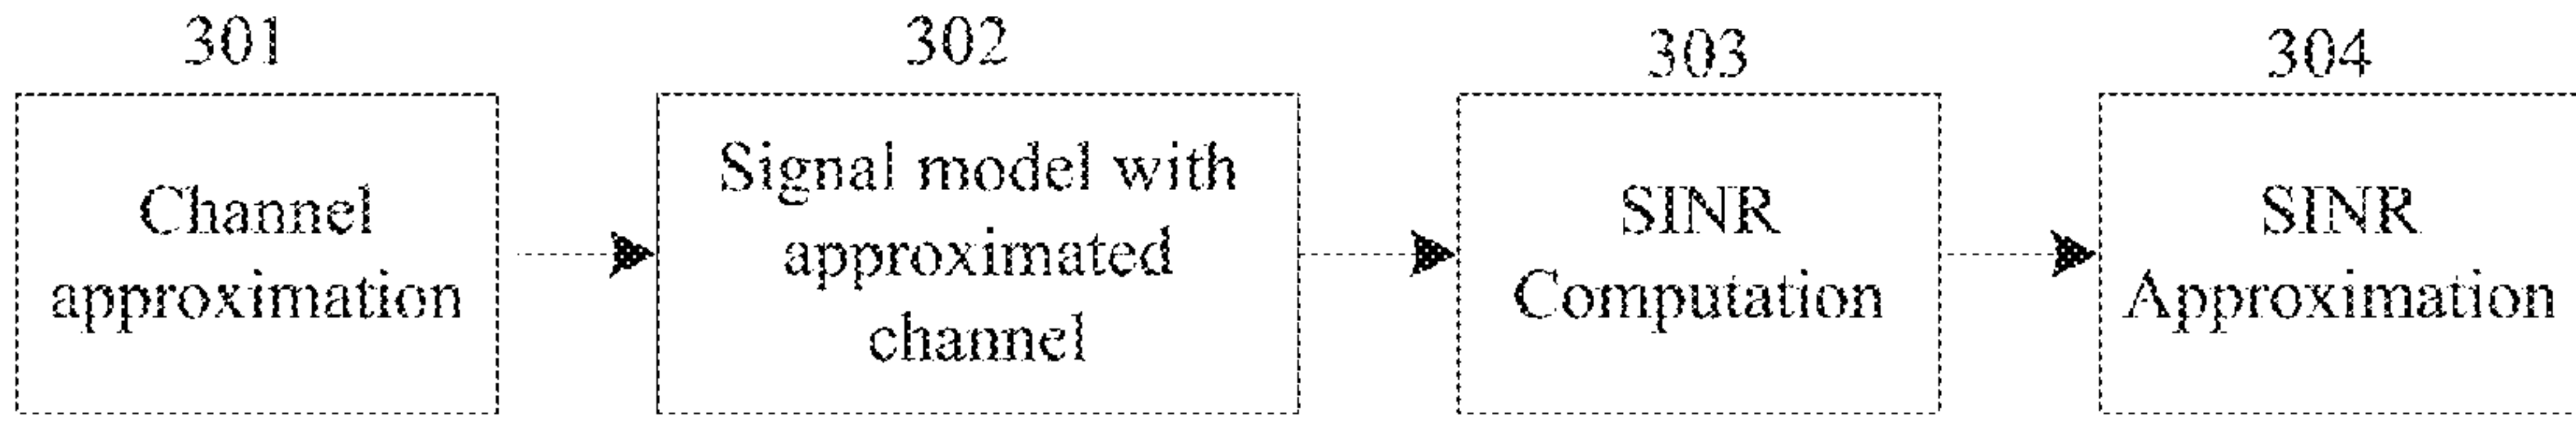 301
Channel
approximation
302
Signal model with
approximated
channel
303
SINR
Computation
304
SINR
Approximation